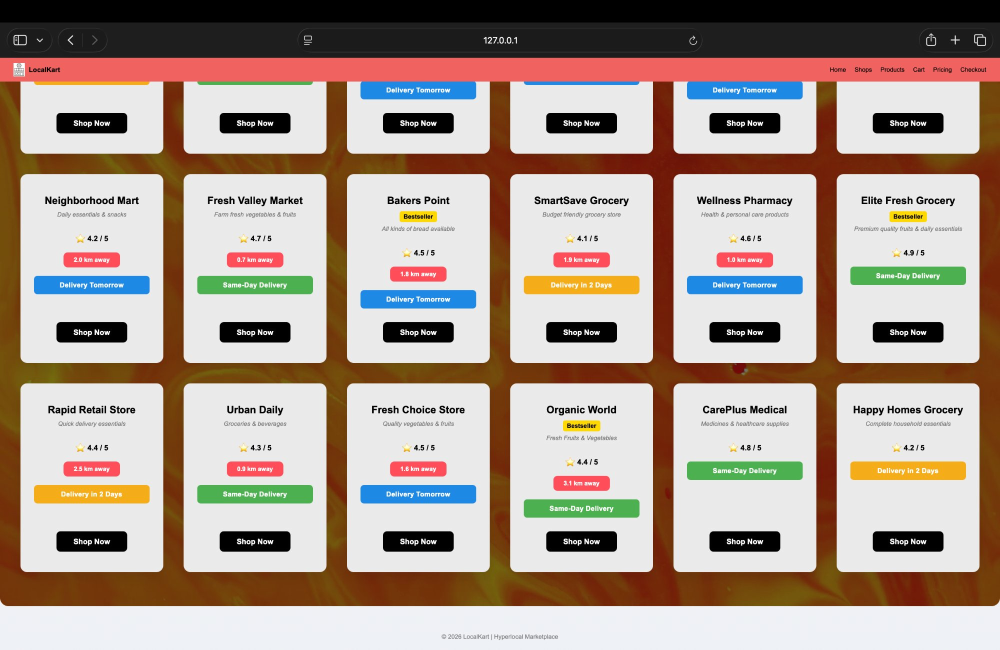 127.0.0.1
LocalKart
Home Shops Products Cart Pricing Checkout
Delivery Tomorrow
Delivery Tomorrow
Shop Now
Shop Now
Shop Now
Shop Now
Shop Now
Shop Now
Neighborhood Mart
Daily essentials & snacks
4.2 / 5
2.0 km away
Delivery Tomorrow
Shop Now
Fresh Valley Market
Farm fresh vegetables & fruits
4.7 / 5
0.7 km away
Same-Day Delivery
Shop Now
Bakers Point
Bestseller
All kinds of bread available
4.5 / 5
1.8 km away
Delivery Tomorrow
Shop Now
SmartSave Grocery
Budget friendly grocery store
4.1 / 5
1.9 km away
Delivery in 2 Days
Shop Now
Wellness Pharmacy
Health & personal care products
4.6 / 5
1.0 km away
Delivery Tomorrow
Shop Now
Elite Fresh Grocery
Bestseller
Premium quality fruits & daily essentials
4.9 / 5
Same-Day Delivery
Shop Now
Rapid Retail Store
Quick delivery essentials
4.4 / 5
2.5 km away
Delivery in 2 Days
Shop Now
Urban Daily
Groceries & beverages
4.3 / 5
0.9 km away
Same-Day Delivery
Shop Now
Fresh Choice Store
Quality vegetables & fruits
4.5 / 5
1.6 km away
Delivery Tomorrow
Shop Now
Organic World
Bestseller
Fresh Fruits & Vegetables
4.4 / 5
3.1 km away
Same-Day Delivery
Shop Now
CarePlus Medical
Medicines & healthcare supplies
4.8 / 5
Same-Day Delivery
Shop Now
Happy Homes Grocery
Complete household essentials
4.2 / 5
Delivery in 2 Days
Shop Now
© 2026 LocalKart | Hyperlocal Marketplace